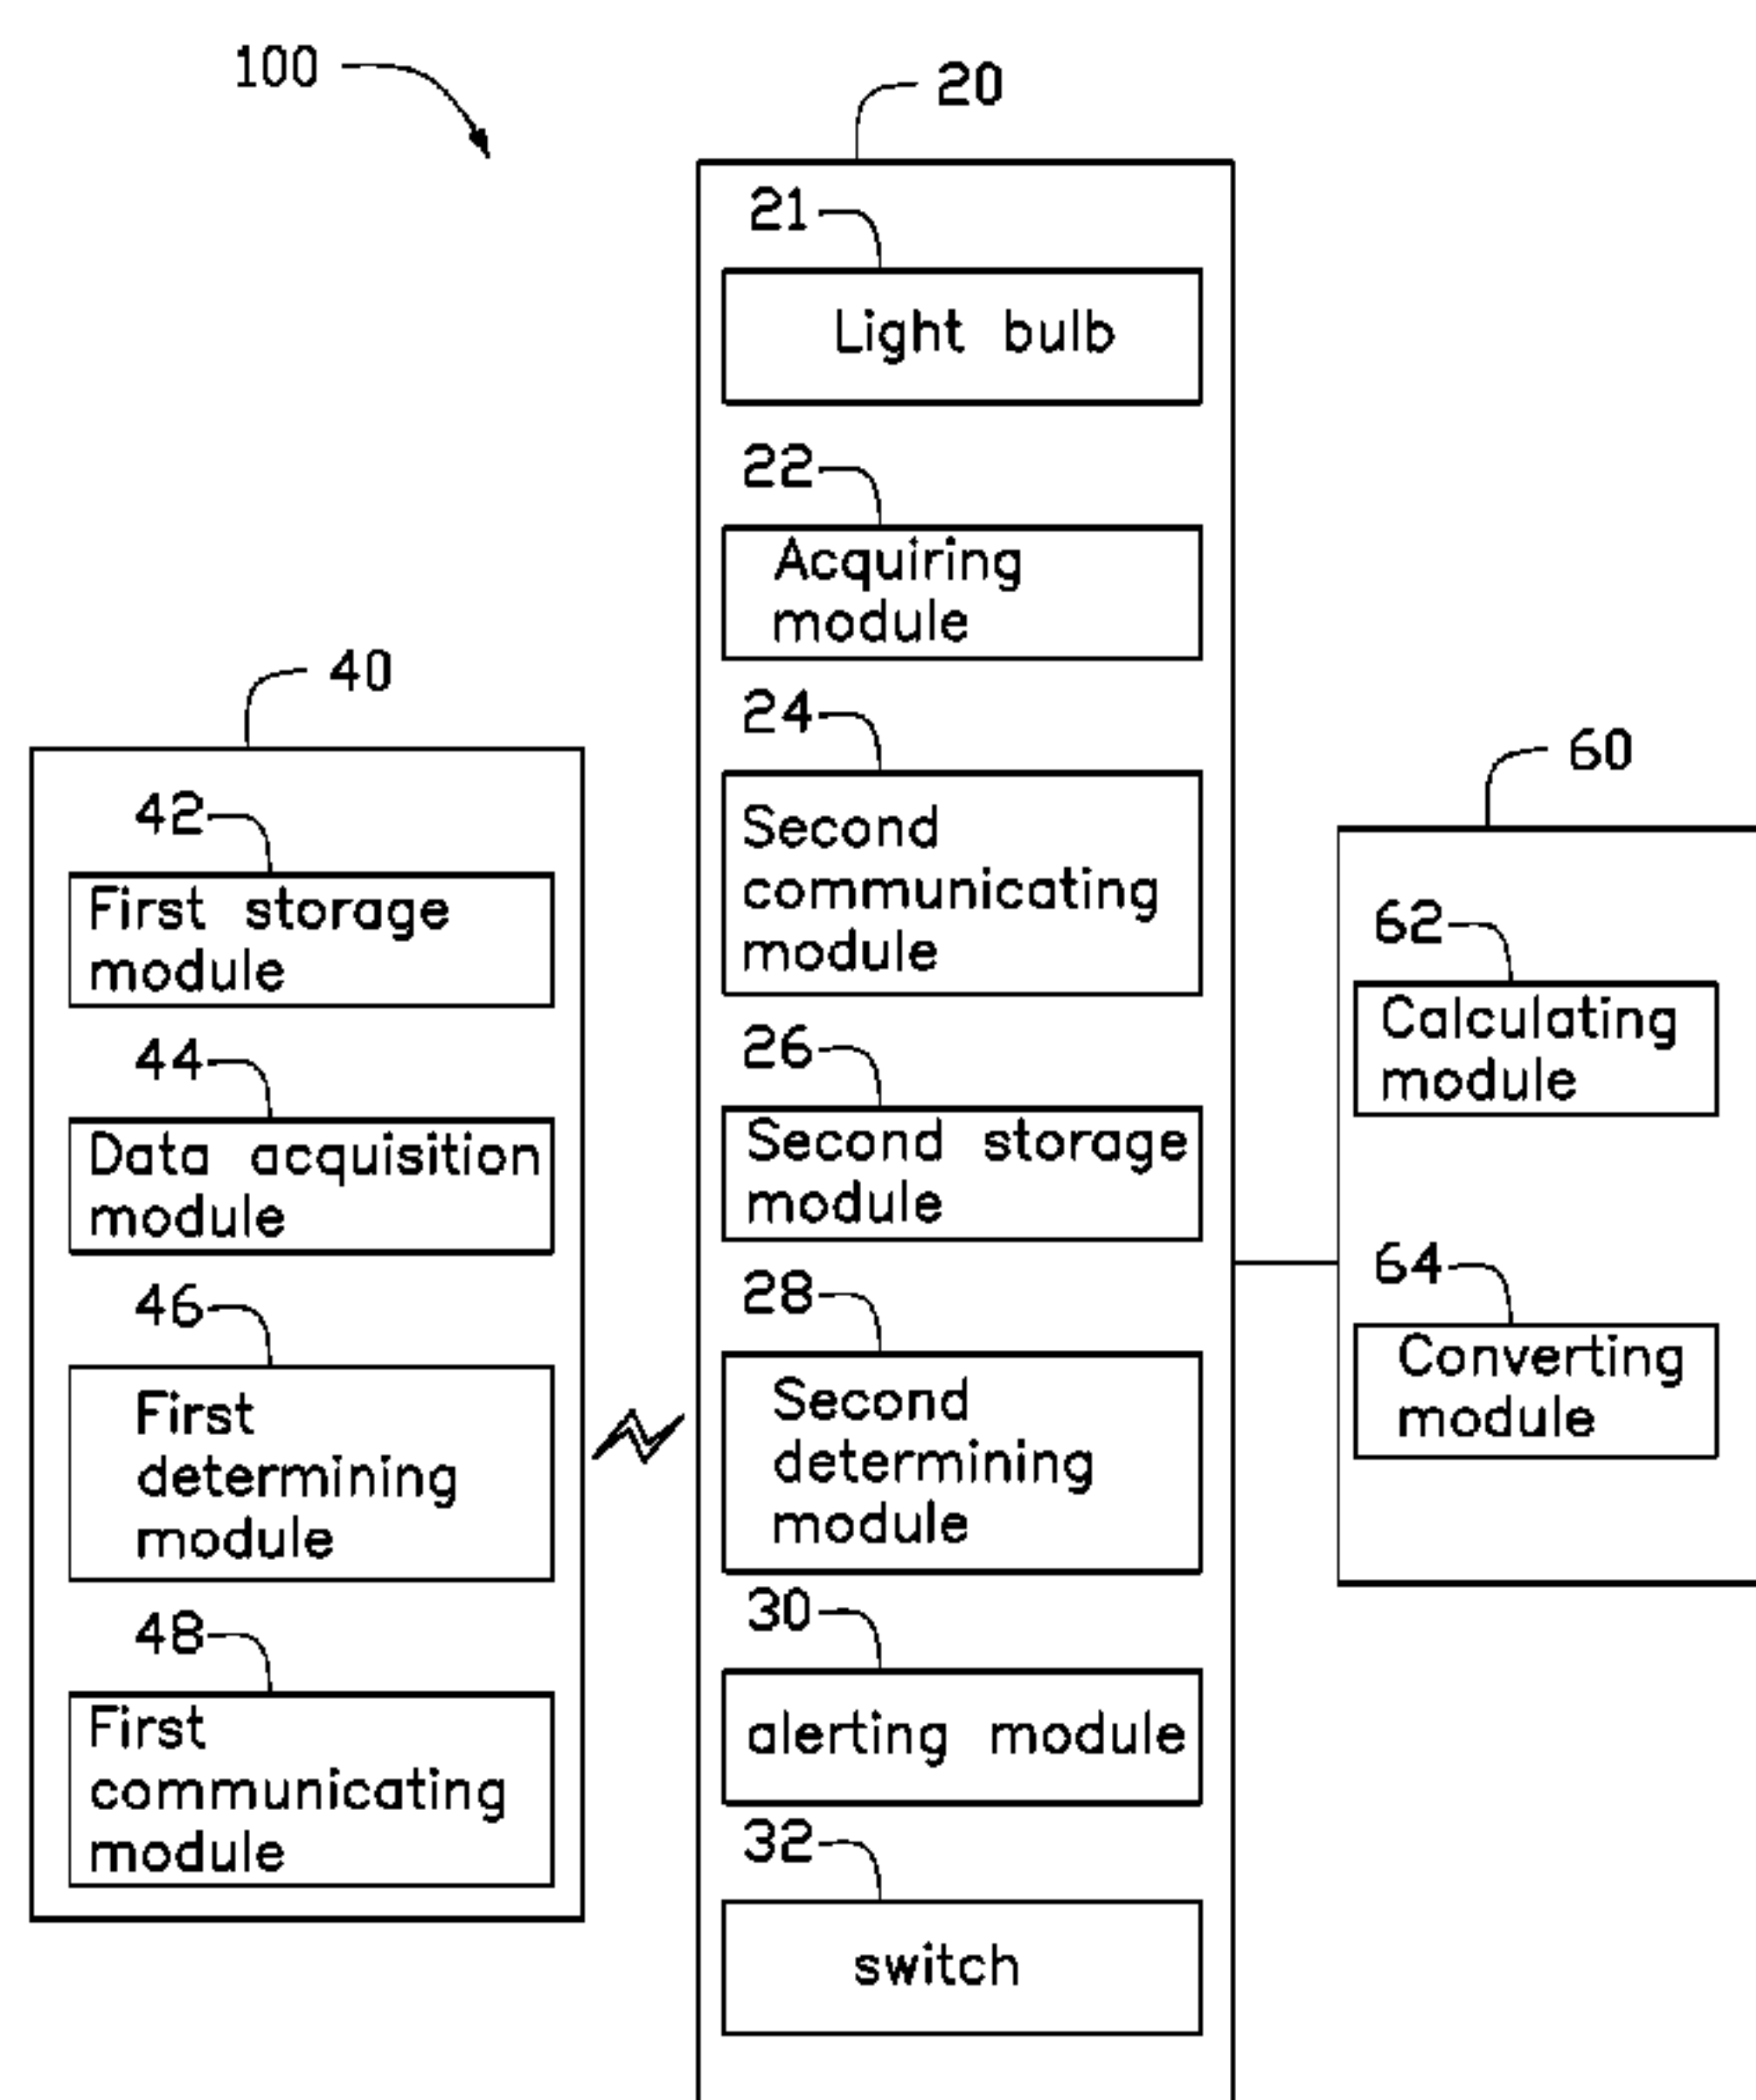 100
20
21
Light bulb
22
Acquiring
module
24
Second
communicating
module
26
Second storage
module
28
Second
determining
module
30
alerting module
32
switch
40
42
First storage
module
44
Data acquisition
module
46
First
determining
module
48
First
communicating
module
60
62
Calculating
module
64
Converting
module